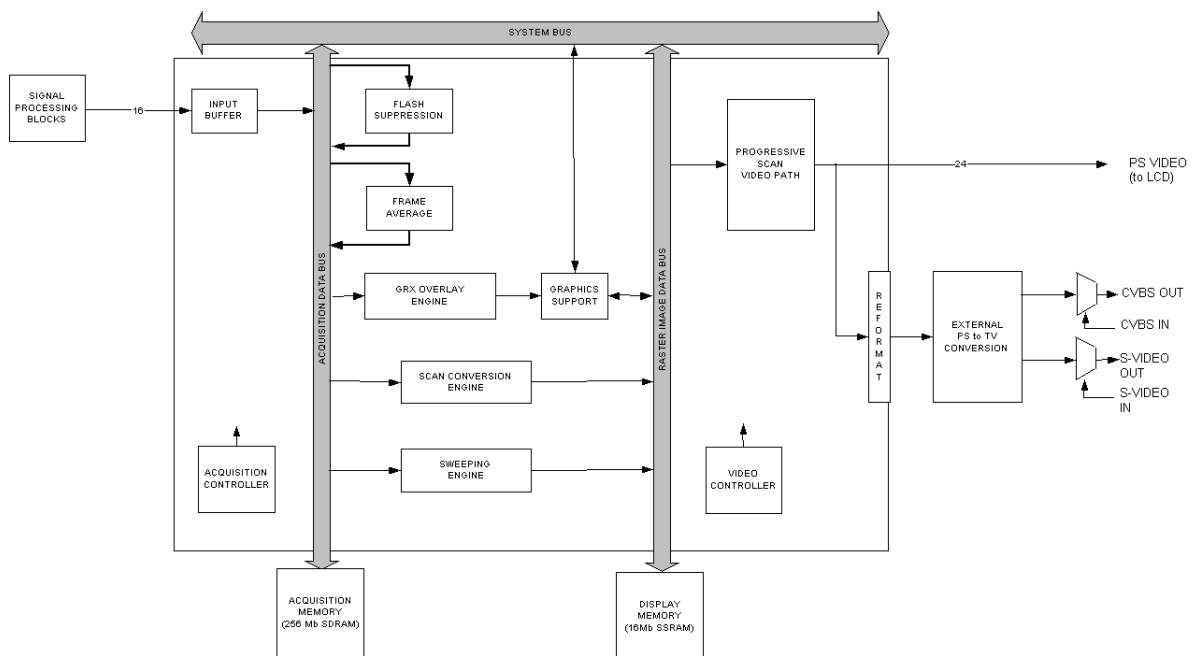 SYSTEM BUS
SIGNAL
PROCESSING
BLOCKS
16
INPUT
BUFFER
FLASH
SUPPRESSION
FRAME
AVERAGE
ACQUISITION DATA BUS
GRX OVERLAY
ENGINE
GRAPHICS
SUPPORT
SCAN CONVERSION
ENGINE
SWEEPING
ENGINE
ACQUISITION
CONTROLLER
RASTER IMAGE DATA BUS
PROGRESSIVE
SCAN
VIDEO PATH
24
PS VIDEO
(to LCD)
REFORMAT
EXTERNAL
PS to TV
CONVERSION
CVBS OUT
CVBS IN
S-VIDEO
OUT
S-VIDEO
IN
VIDEO
CONTROLLER
ACQUISITION
MEMORY
(256 Mb SDRAM)
DISPLAY
MEMORY
(16Mb SSRAM)